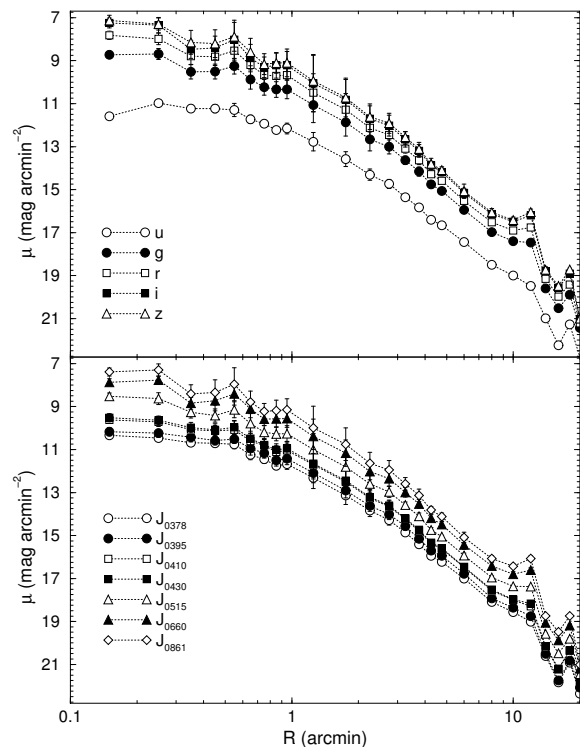 7
9
11
13
15
17
19
21
μ (mag arcmin⁻²)
u
g
r
i
z
7
9
11
13
15
17
19
21
μ (mag arcmin⁻²)
J0378
J0395
J0410
J0430
J0515
J0660
J0861
0.1
1
10
R (arcmin)